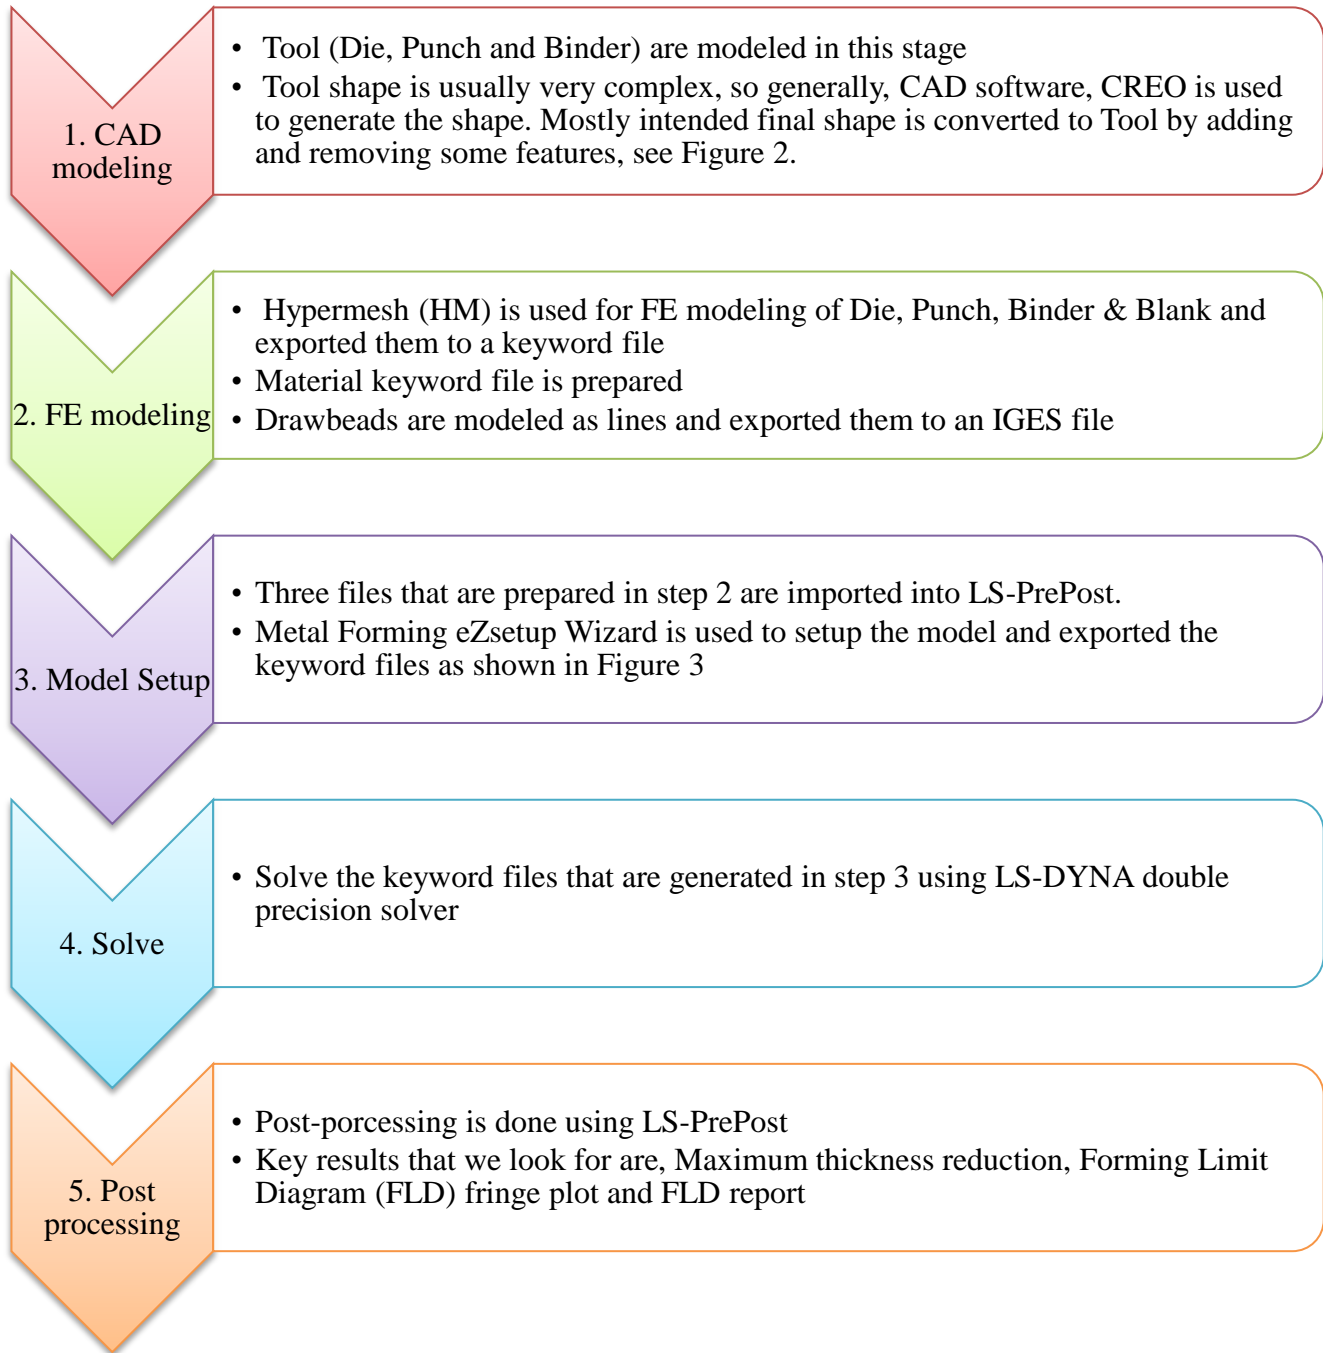 1. CAD
modeling
• Tool (Die, Punch and Binder) are modeled in this stage
• Tool shape is usually very complex, so generally, CAD software, CREO is used
to generate the shape. Mostly intended final shape is converted to Tool by adding
and removing some features, see Figure 2.
2. FE modeling
• Hypermesh (HM) is used for FE modeling of Die, Punch, Binder & Blank and
exported them to a keyword file
• Material keyword file is prepared
• Drawbeads are modeled as lines and exported them to an IGES file
3. Model Setup
• Three files that are prepared in step 2 are imported into LS-PrePost.
• Metal Forming eZsetup Wizard is used to setup the model and exported the
keyword files as shown in Figure 3
4. Solve
• Solve the keyword files that are generated in step 3 using LS-DYNA double
precision solver
5. Post
processing
• Post-porcessing is done using LS-PrePost
• Key results that we look for are, Maximum thickness reduction, Forming Limit
Diagram (FLD) fringe plot and FLD report